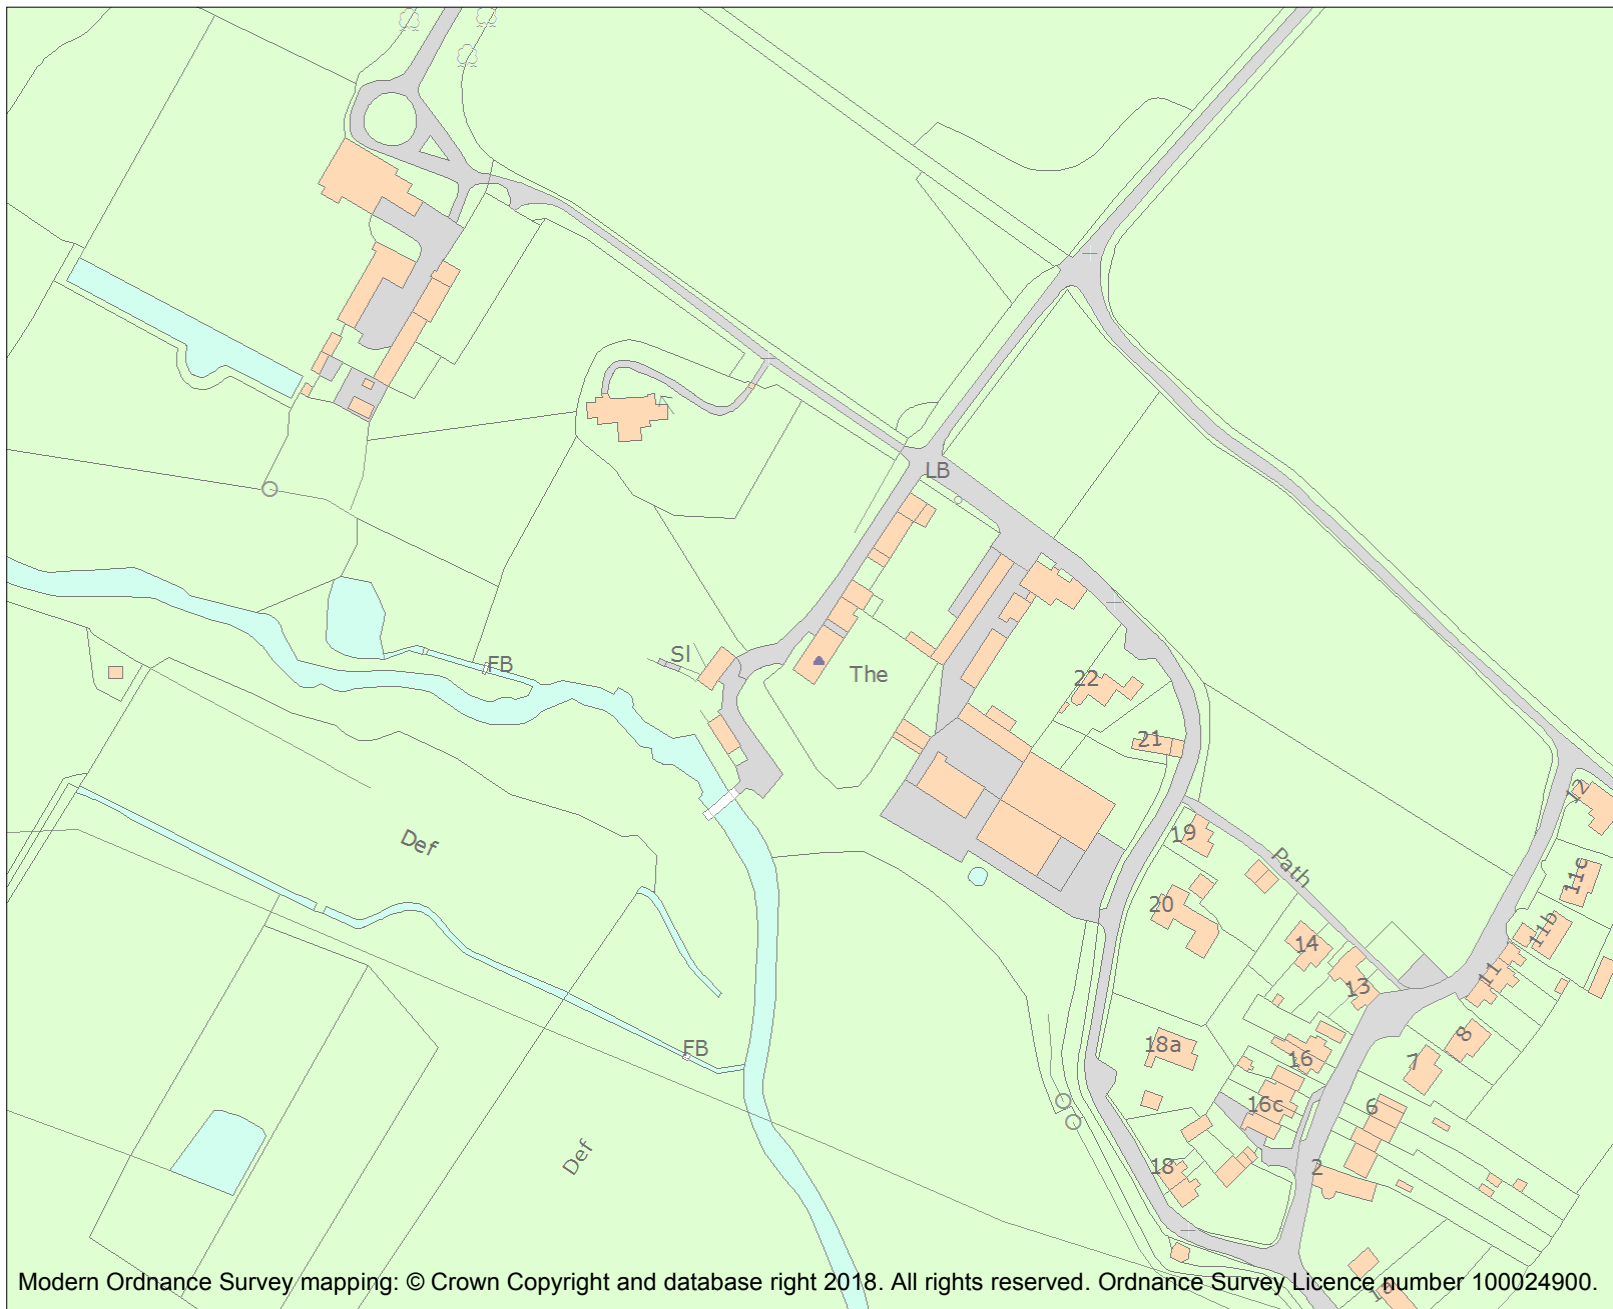 LB
FB
Sl
The
22
21
12
Def
19
Path
11c
20
11b
14
11
13
FB
18a
8
16
7
16c
6
Def
18
2
Modern Ordnance Survey mapping: © Crown Copyright and database right 2018. All rights reserved. Ordnance Survey Licence number 100024900.